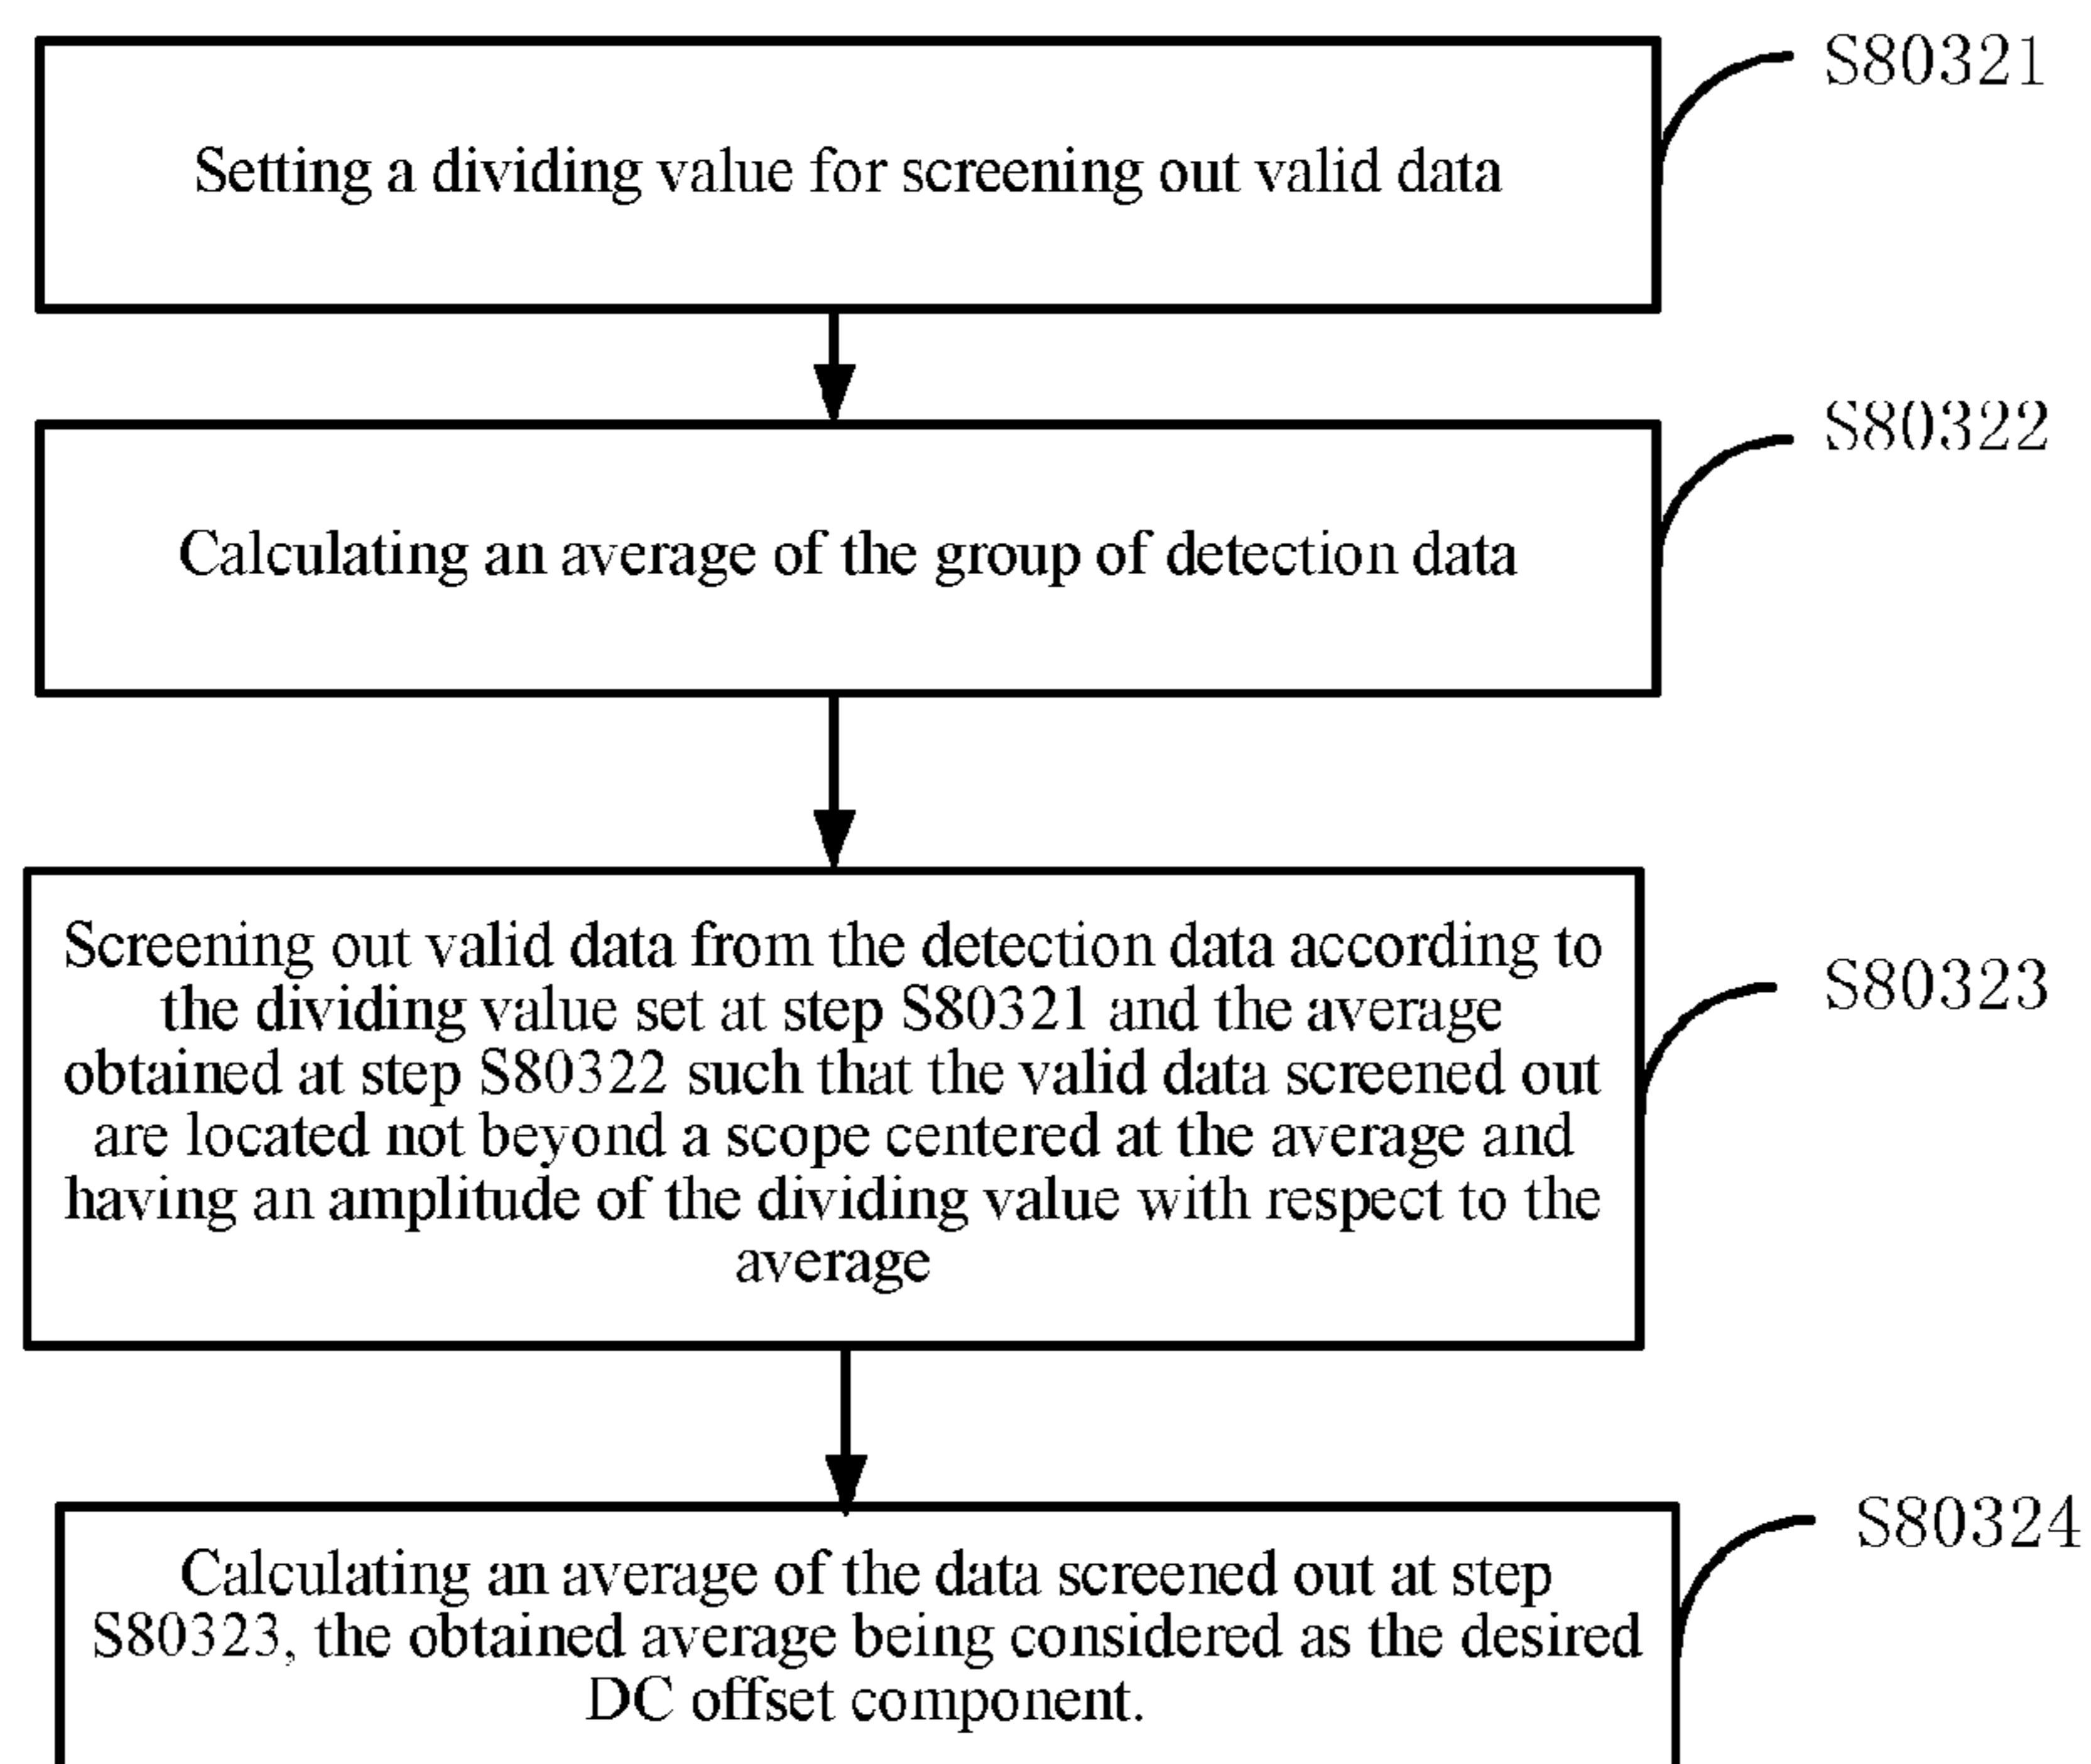 S80321
Setting a dividing value for screening out valid data
S80322
Calculating an average of the group of detection data
Screening out valid data from the detection data according to
the dividing value set at step S80321 and the average
obtained at step S80322 such that the valid data screened out
are located not beyond a scope centered at the average and
having an amplitude of the dividing value with respect to the
average
S80323
S80324
Calculating an average of the data screened out at step
S80323, the obtained average being considered as the desired
DC offset component.